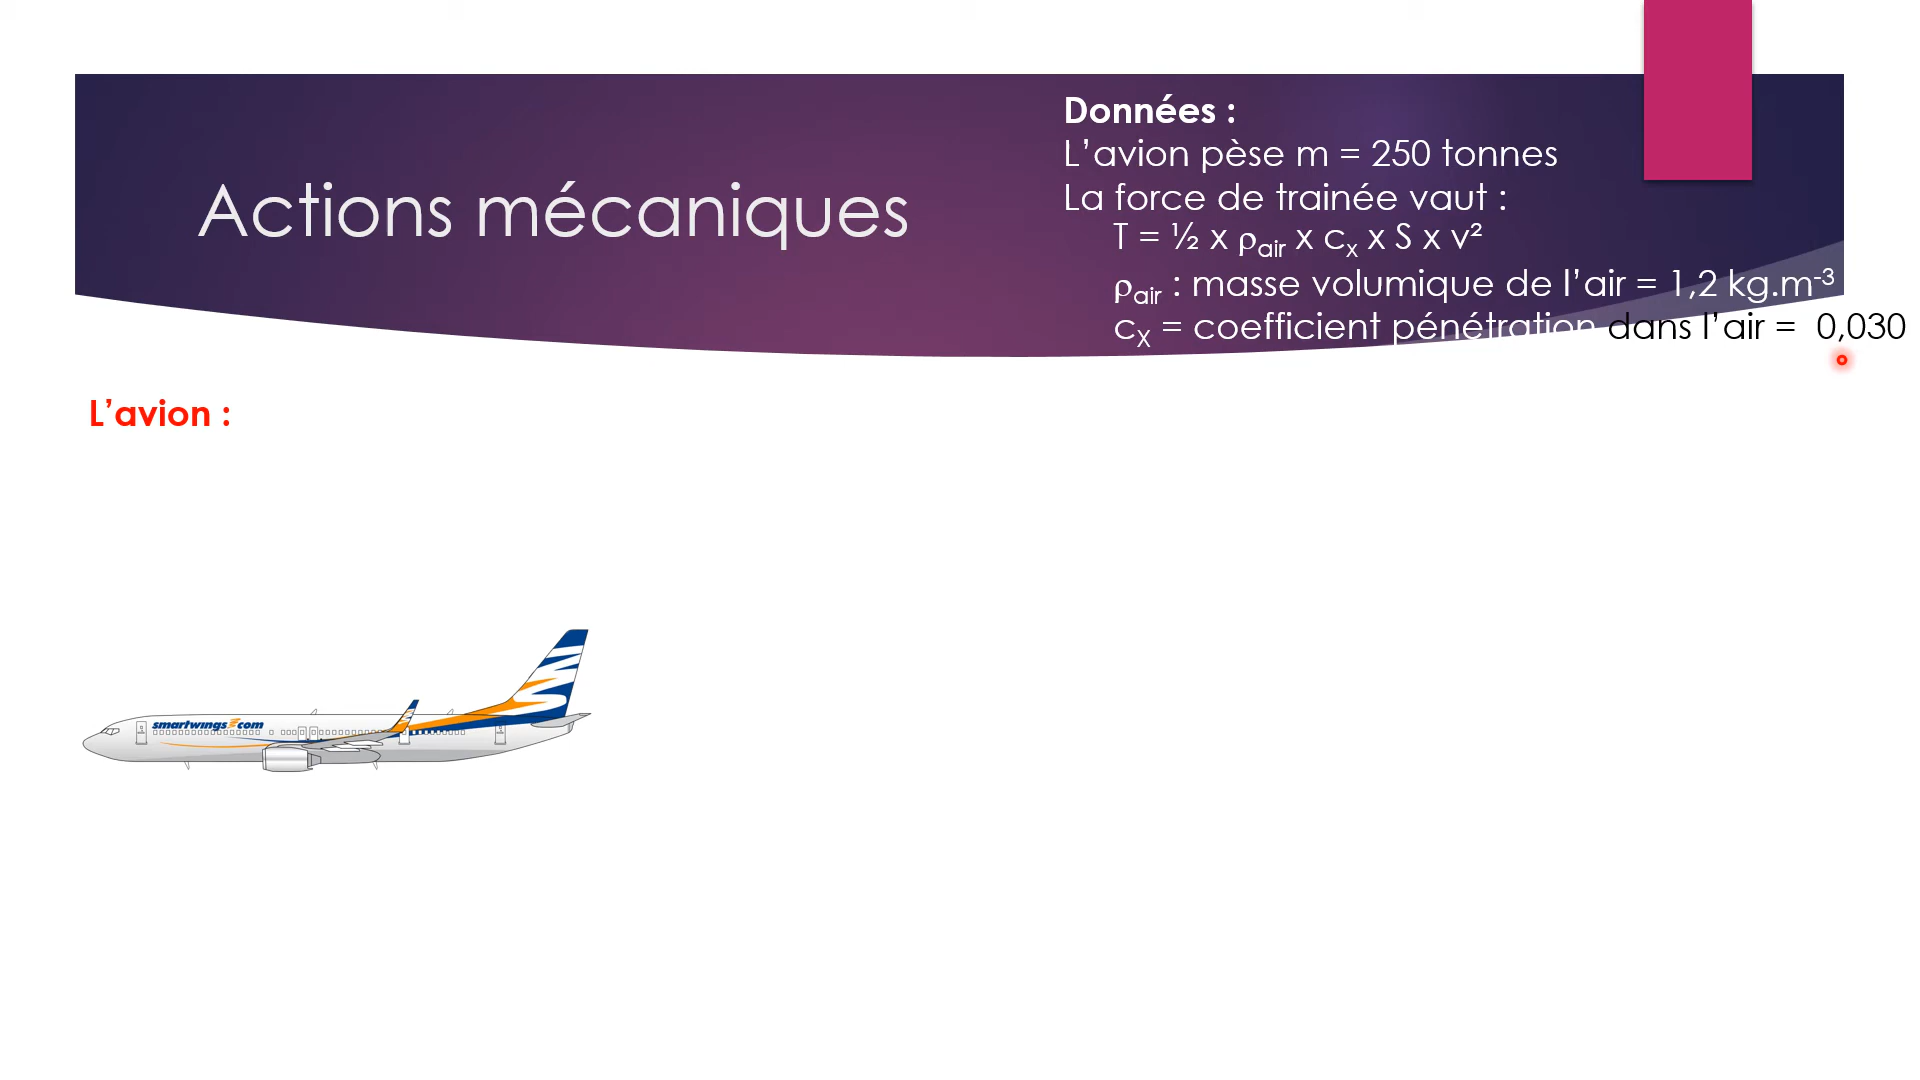 Données :
L’avion pèse m = 250 tonnes
La force de trainée vaut :
T = ½ x ρair x cx x S x v²
ρair : masse volumique de l’air = 1,2 kg.m-3
cX = coefficient pénétration dans l’air = 0,030
Actions mécaniques
L’avion :
smartwings.com